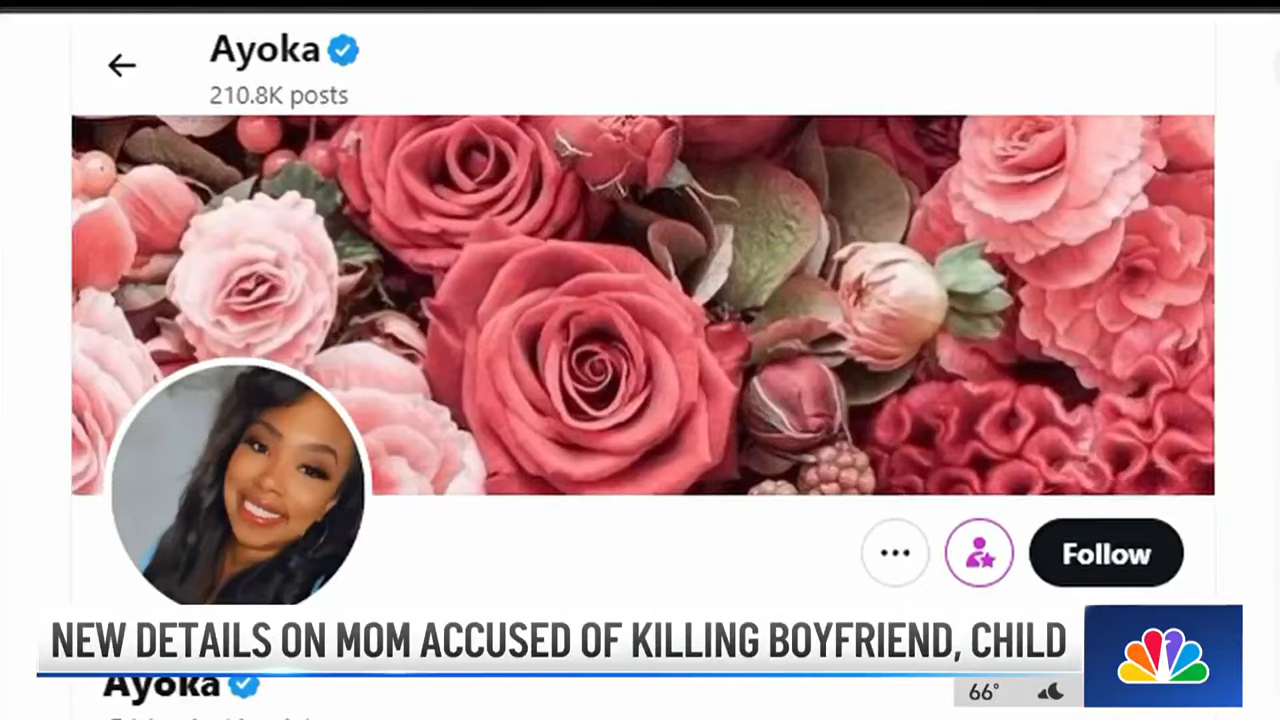 Ayoka
210.8K posts
Follow
NEW DETAILS ON MOM ACCUSED OF KILLING BOYFRIEND, CHILD
Ayoka
66°